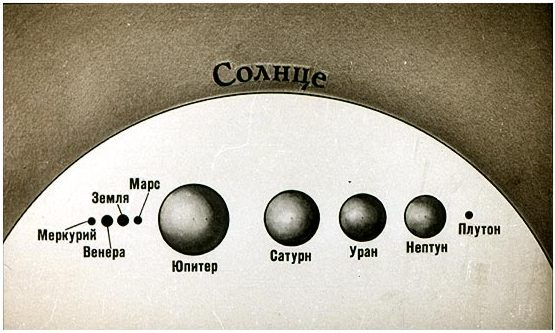 Солнце
Марс
Земля
Меркурий
Венера
Юпитер
Сатурн
Уран
Нептун
Плутон